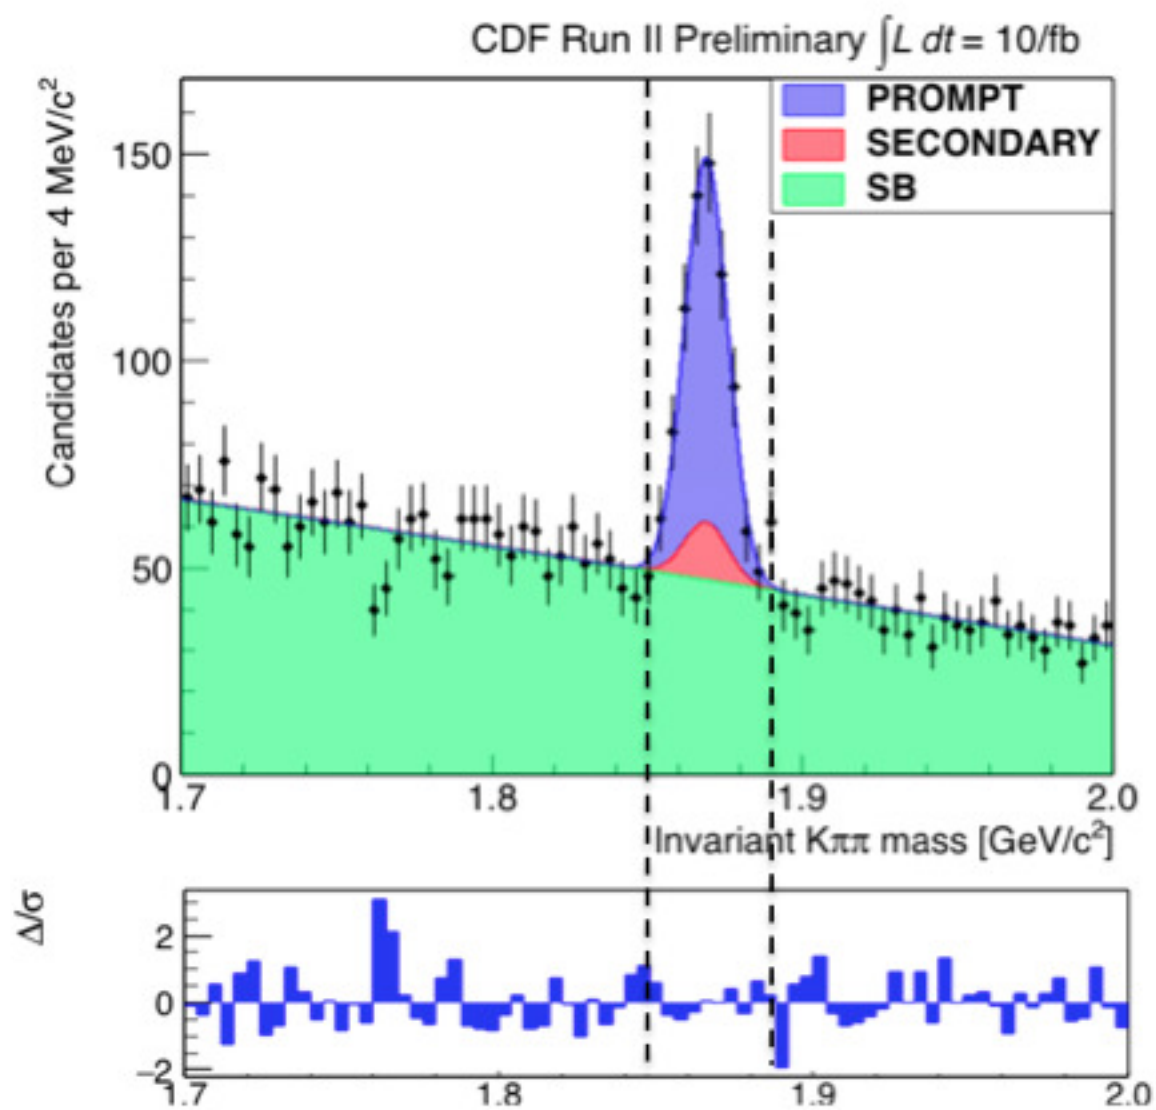 CDF Run II Preliminary ∫L dt = 10/fb
Candidates per 4 MeV/c²
PROMPT
SECONDARY
SB
150
100
50
0
1.7 1.8 1.9 2.0
Invariant Kππ mass [GeV/c²]
Δ/σ
2
0
−2
1.7 1.8 1.9 2.0